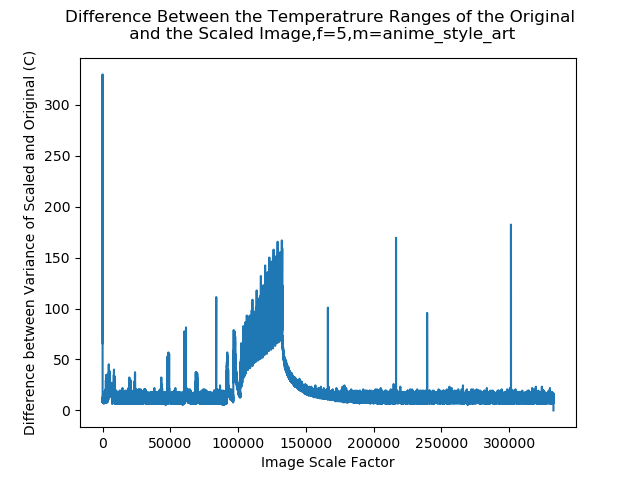 Difference Between the Temperatrure Ranges of the Original
and the Scaled Image,f=5,m=anime_style_art
Difference between Variance of Scaled and Original (C)
300
250
200
150
100
50
0
0 50000 100000 150000 200000 250000 300000
Image Scale Factor